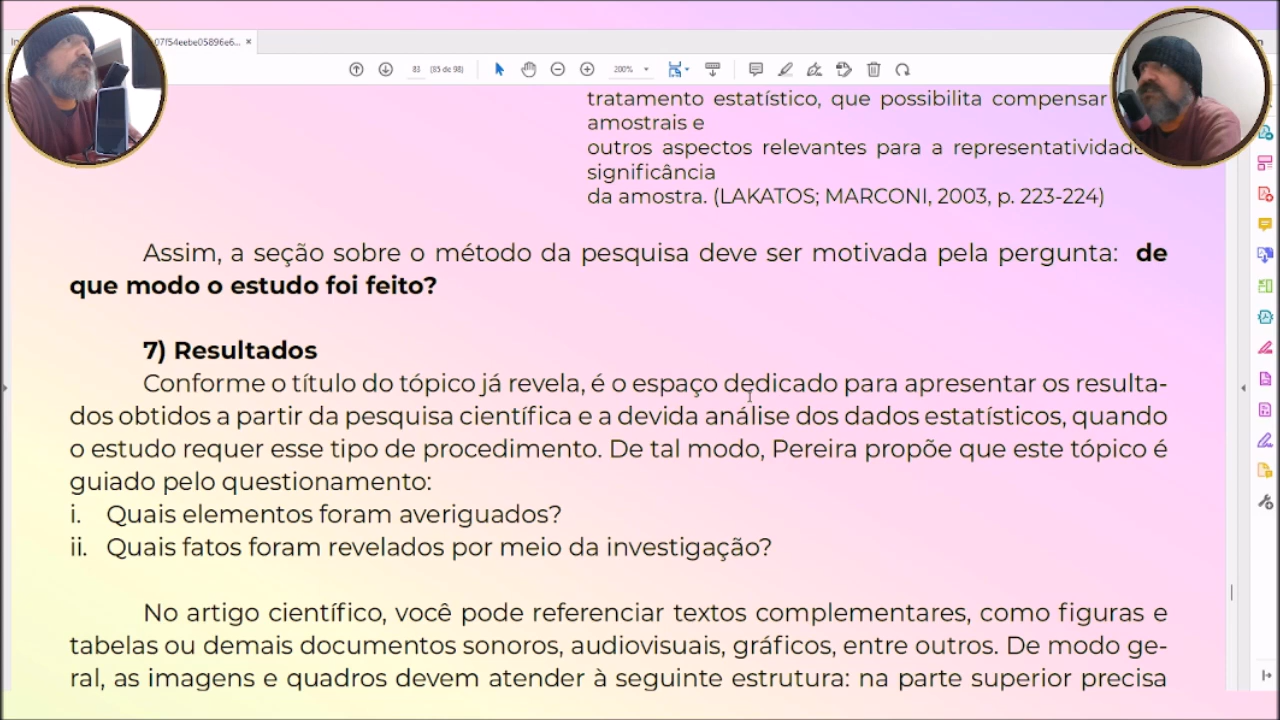 07f54eebe05896e6...
83 (85 de 98)
200%
tratamento estatístico, que possibilita compensar
amostrais e
outros aspectos relevantes para a representatividade
significância
da amostra. (LAKATOS; MARCONI, 2003, p. 223-224)
Assim, a seção sobre o método da pesquisa deve ser motivada pela pergunta: de
que modo o estudo foi feito?
7) Resultados
Conforme o título do tópico já revela, é o espaço dedicado para apresentar os resulta-
dos obtidos a partir da pesquisa científica e a devida análise dos dados estatísticos, quando
o estudo requer esse tipo de procedimento. De tal modo, Pereira propõe que este tópico é
guiado pelo questionamento:
i. Quais elementos foram averiguados?
ii. Quais fatos foram revelados por meio da investigação?
No artigo científico, você pode referenciar textos complementares, como figuras e
tabelas ou demais documentos sonoros, audiovisuais, gráficos, entre outros. De modo ge-
ral, as imagens e quadros devem atender à seguinte estrutura: na parte superior precisa